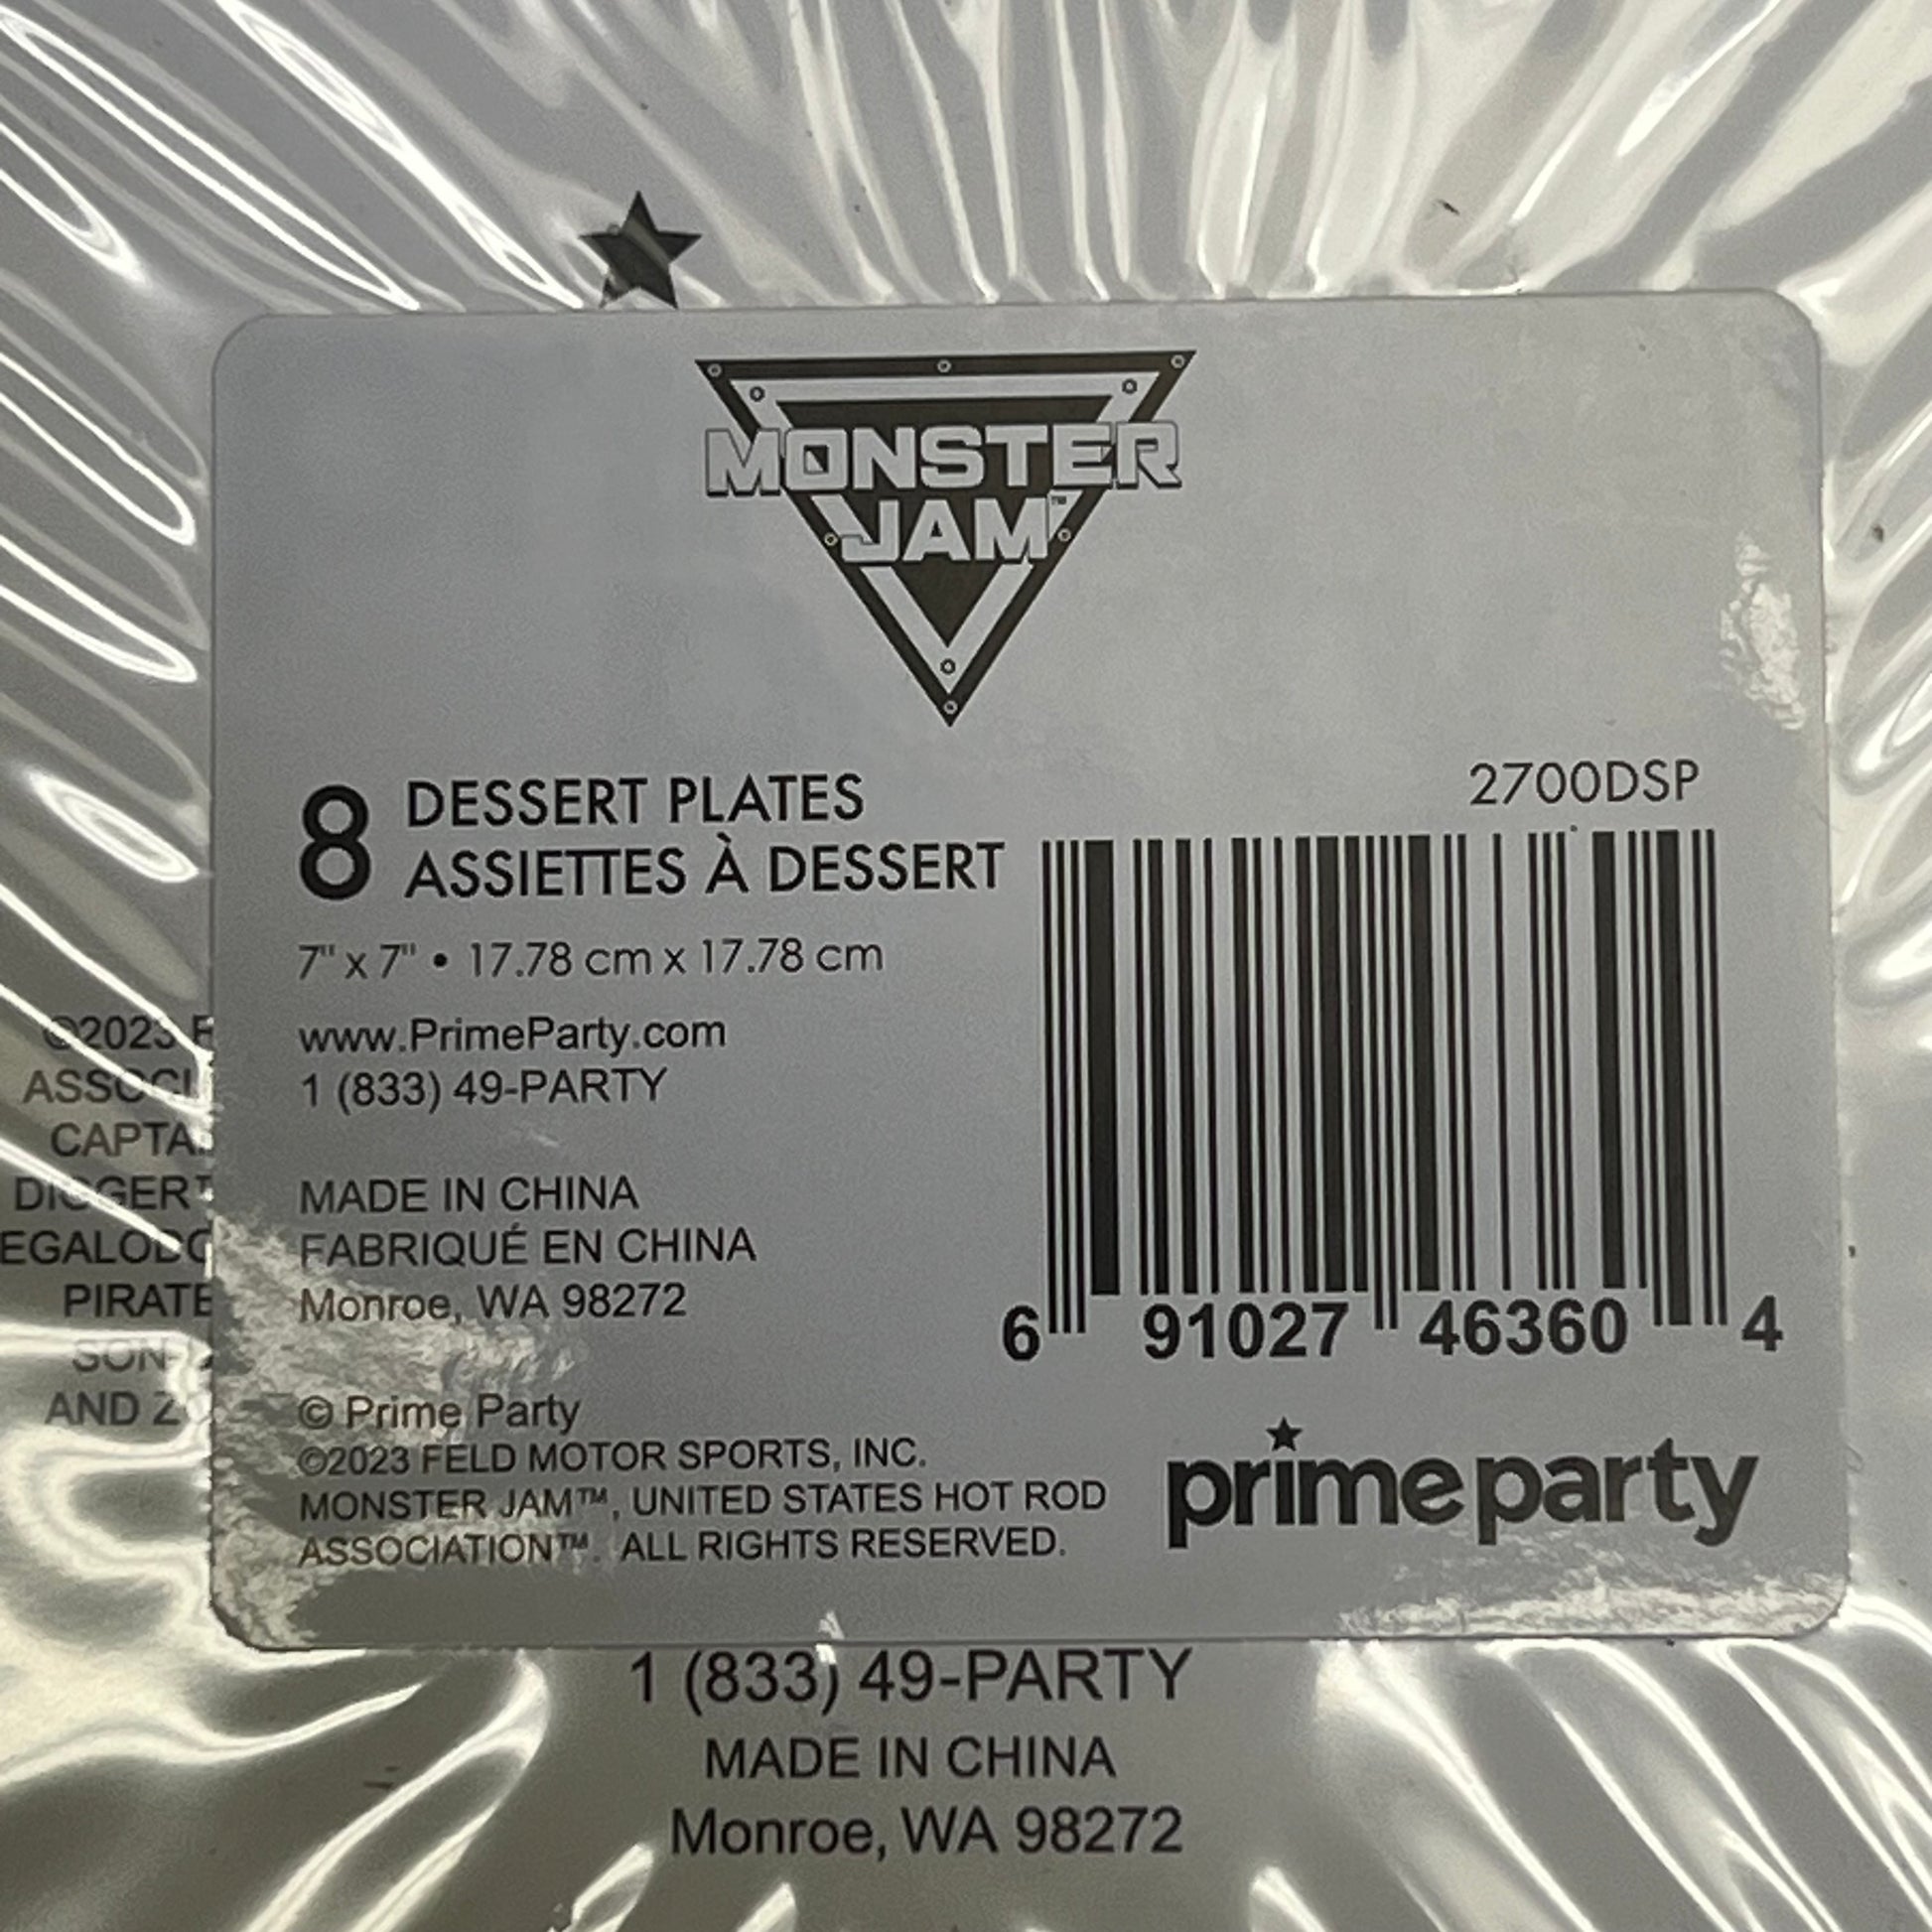 MONSTER
JAM™
8 DESSERT PLATES
ASSIETTES À DESSERT
2700DSP
7" x 7" • 17.78 cm x 17.78 cm
www.PrimeParty.com
1 (833) 49-PARTY
MADE IN CHINA
FABRIQUÉ EN CHINA
Monroe, WA 98272
6 91027 46360 4
© Prime Party
©2023 FELD MOTOR SPORTS, INC.
MONSTER JAM™, UNITED STATES HOT ROD
ASSOCIATION™. ALL RIGHTS RESERVED.
prime party
©2023
PIRATE
AND
1 (833) 49-PARTY
MADE IN CHINA
Monroe, WA 98272